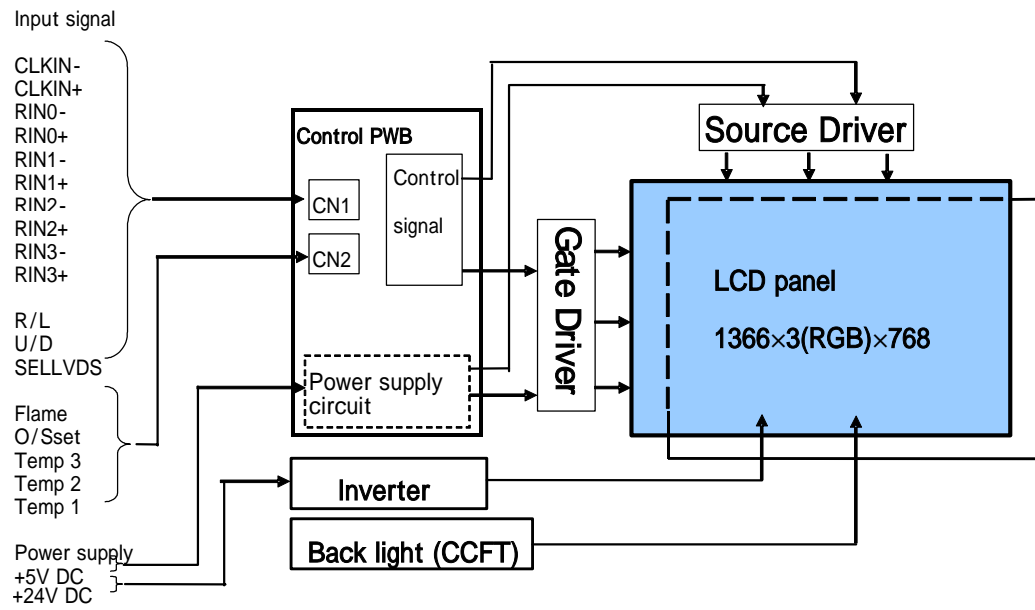 Input signal
CLKIN-
CLKIN+
RIN0-
RIN0+
RIN1-
RIN1+
RIN2-
RIN2+
RIN3-
RIN3+
R/L
U/D
SELLVDS
Flame
O/Sset
Temp 3
Temp 2
Temp 1
Power supply
+5V DC
+24V DC
Control PWB
CN1
CN2
Control
signal
Power supply
circuit
Inverter
Back light (CCFT)
Gate Driver
Source Driver
LCD panel
1366×3(RGB)×768